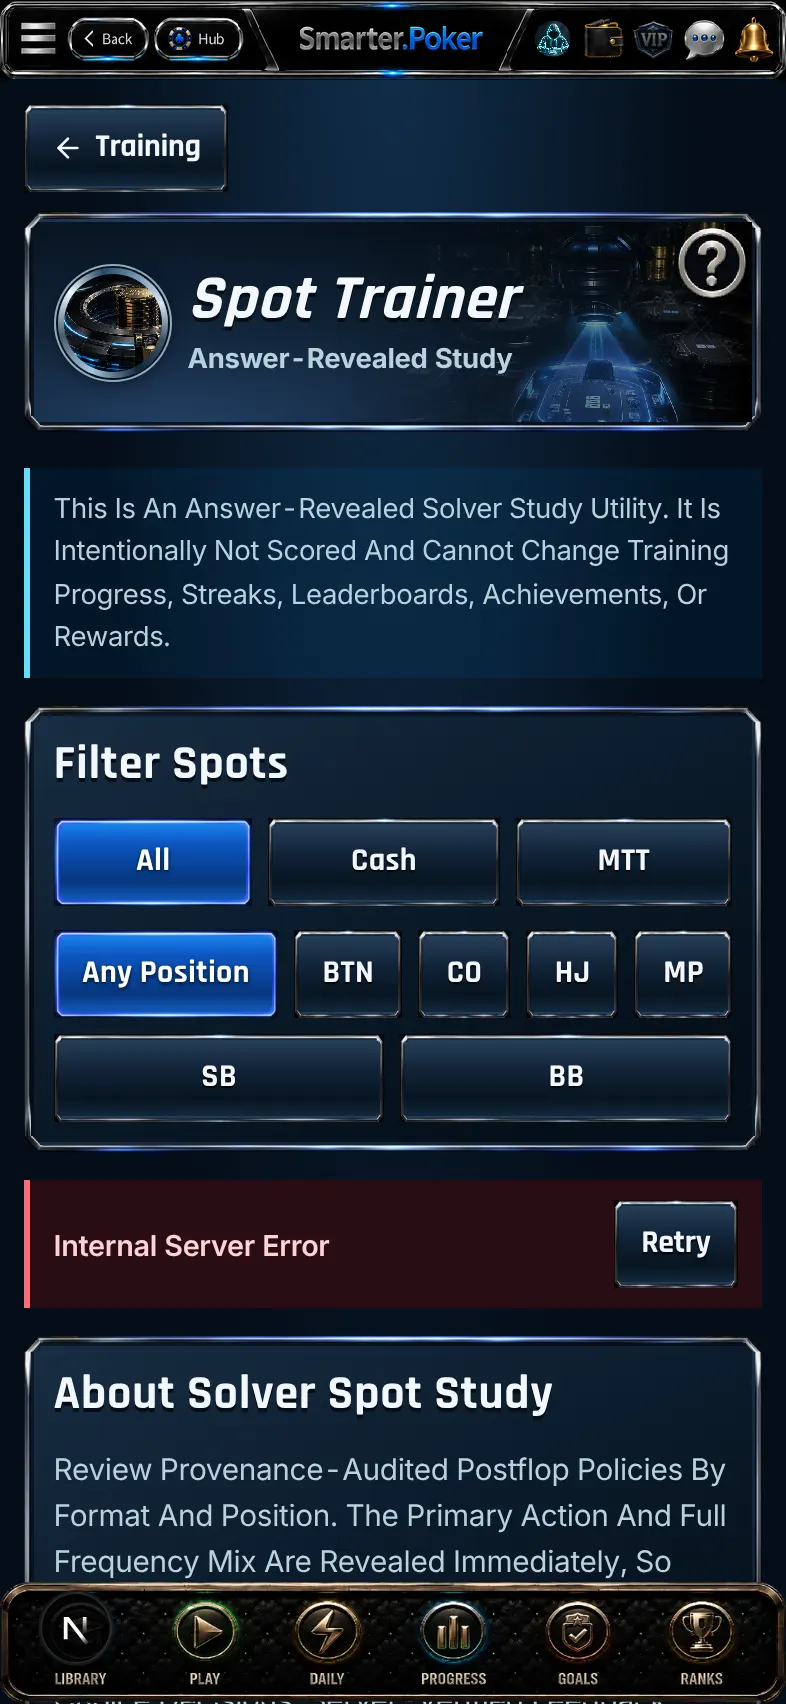 Back
Hub
Smarter.Poker
VIP
Training
Spot Trainer
Answer-Revealed Study
This Is An Answer-Revealed Solver Study Utility. It Is
Intentionally Not Scored And Cannot Change Training
Progress, Streaks, Leaderboards, Achievements, Or
Rewards.
Filter Spots
All
Cash
MTT
Any Position
BTN
CO
HJ
MP
SB
BB
Internal Server Error
Retry
About Solver Spot Study
Review Provenance-Audited Postflop Policies By
Format And Position. The Primary Action And Full
Frequency Mix Are Revealed Immediately, So
N
LIBRARY
PLAY
DAILY
PROGRESS
GOALS
RANKS